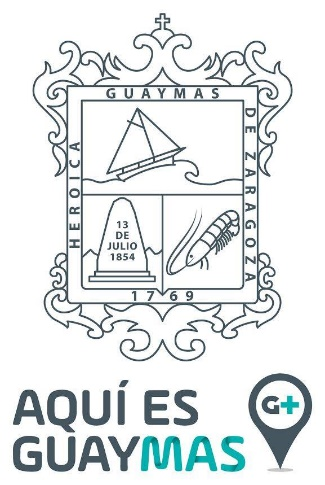 GUAYMAS
HEROICA
DE ZARAGOZA
13
DE
JULIO
1854
1769
AQUÍ ES
GUAYMAS
G+